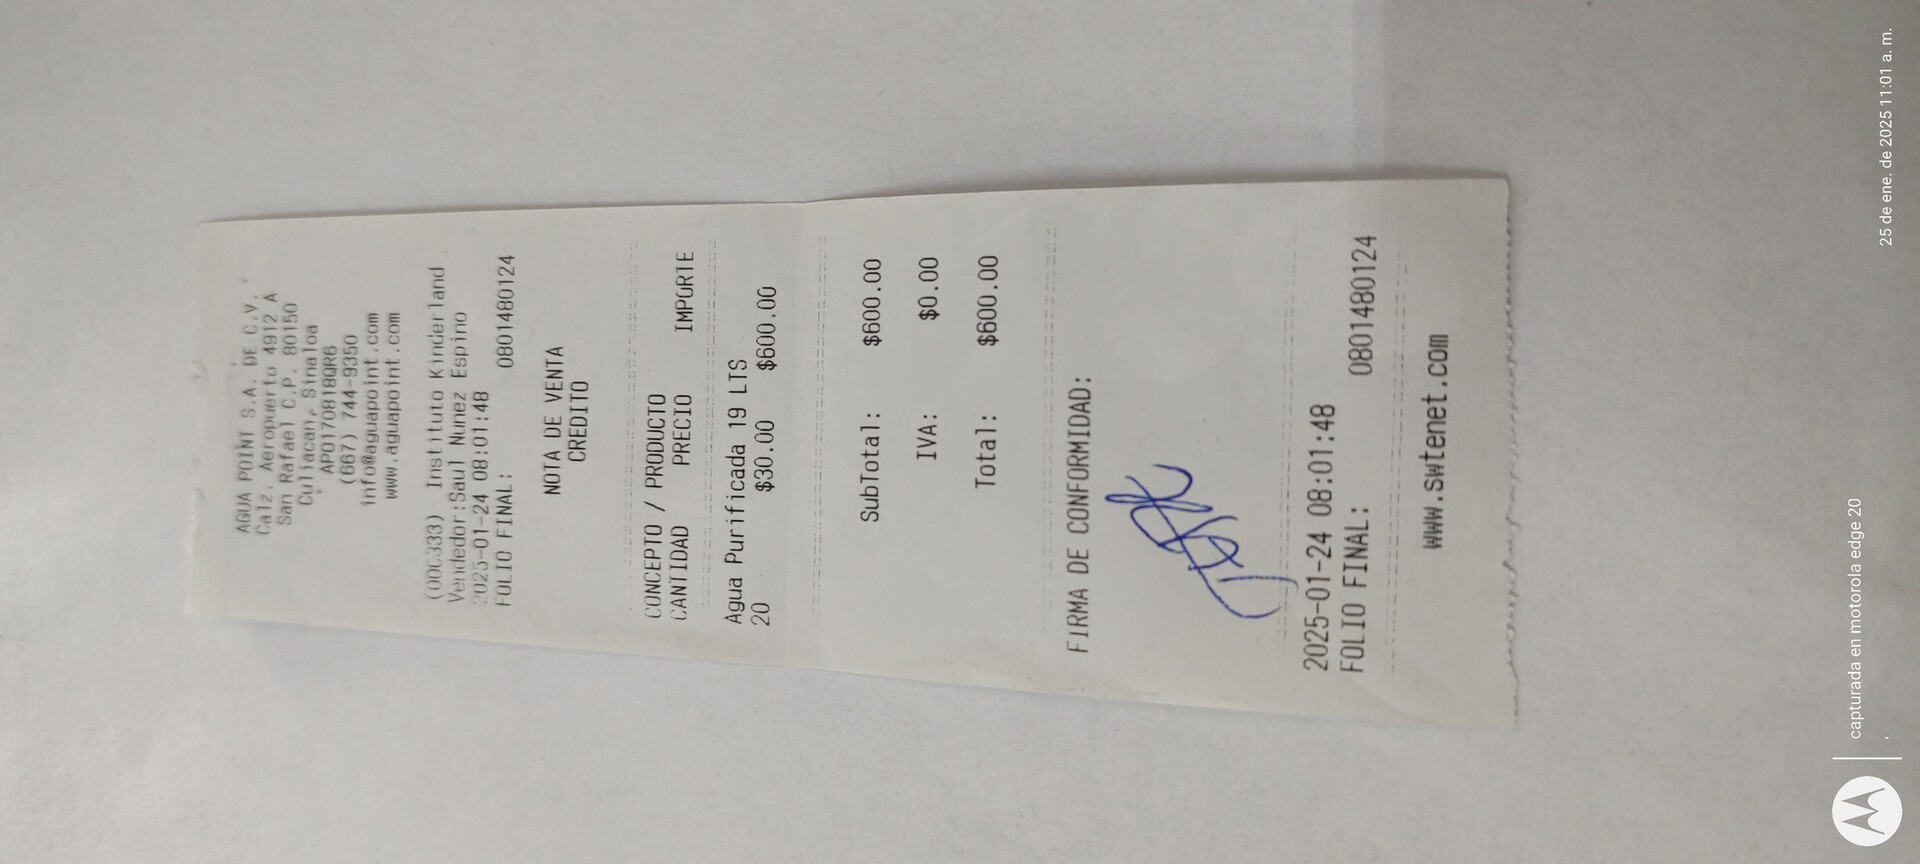 AGUA POINT S.A. DE C.V.
Calz. Aeropuerto 4912 A
San Rafael C.P. 80150
Culiacan, Sinaloa
APO170818QR6
(667) 744-9350
info@aguapoint.com
www.aguapoint.com
(00C333) Instituto Kinderland
Vendedor:Saul Nunez Espino
2025-01-24 08:01:48
FOLIO FINAL: 0801480124
NOTA DE VENTA
CREDITO
CONCEPTO / PRODUCTO
CANTIDAD PRECIO IMPORTE
Agua Purificada 19 LTS
20 $30.00 $600.00
SubTotal: $600.00
IVA: $0.00
Total: $600.00
FIRMA DE CONFORMIDAD:
2025-01-24 08:01:48
FOLIO FINAL: 0801480124
www.swtenet.com
capturada en motorola edge 20
25 de ene. de 2025 11:01 a. m.